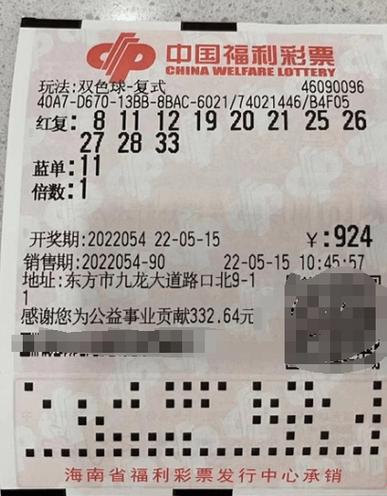 中国福利彩票
CHINA WELFARE LOTTERY
玩法:双色球-复式 46090096
40A7-D670-13BB-8BAC-6021/74021446/B4F05
红复: 8 11 12 19 20 21 25 26
27 28 33
蓝单:11
倍数:1
开奖期:2022054 22-05-15 ￥:924
销售期:2022054-90 22-05-15 10:45:57
地址:东方市九龙大道路口北9-1
1
感谢您为公益事业贡献332.64元
海南省福利彩票发行中心承销